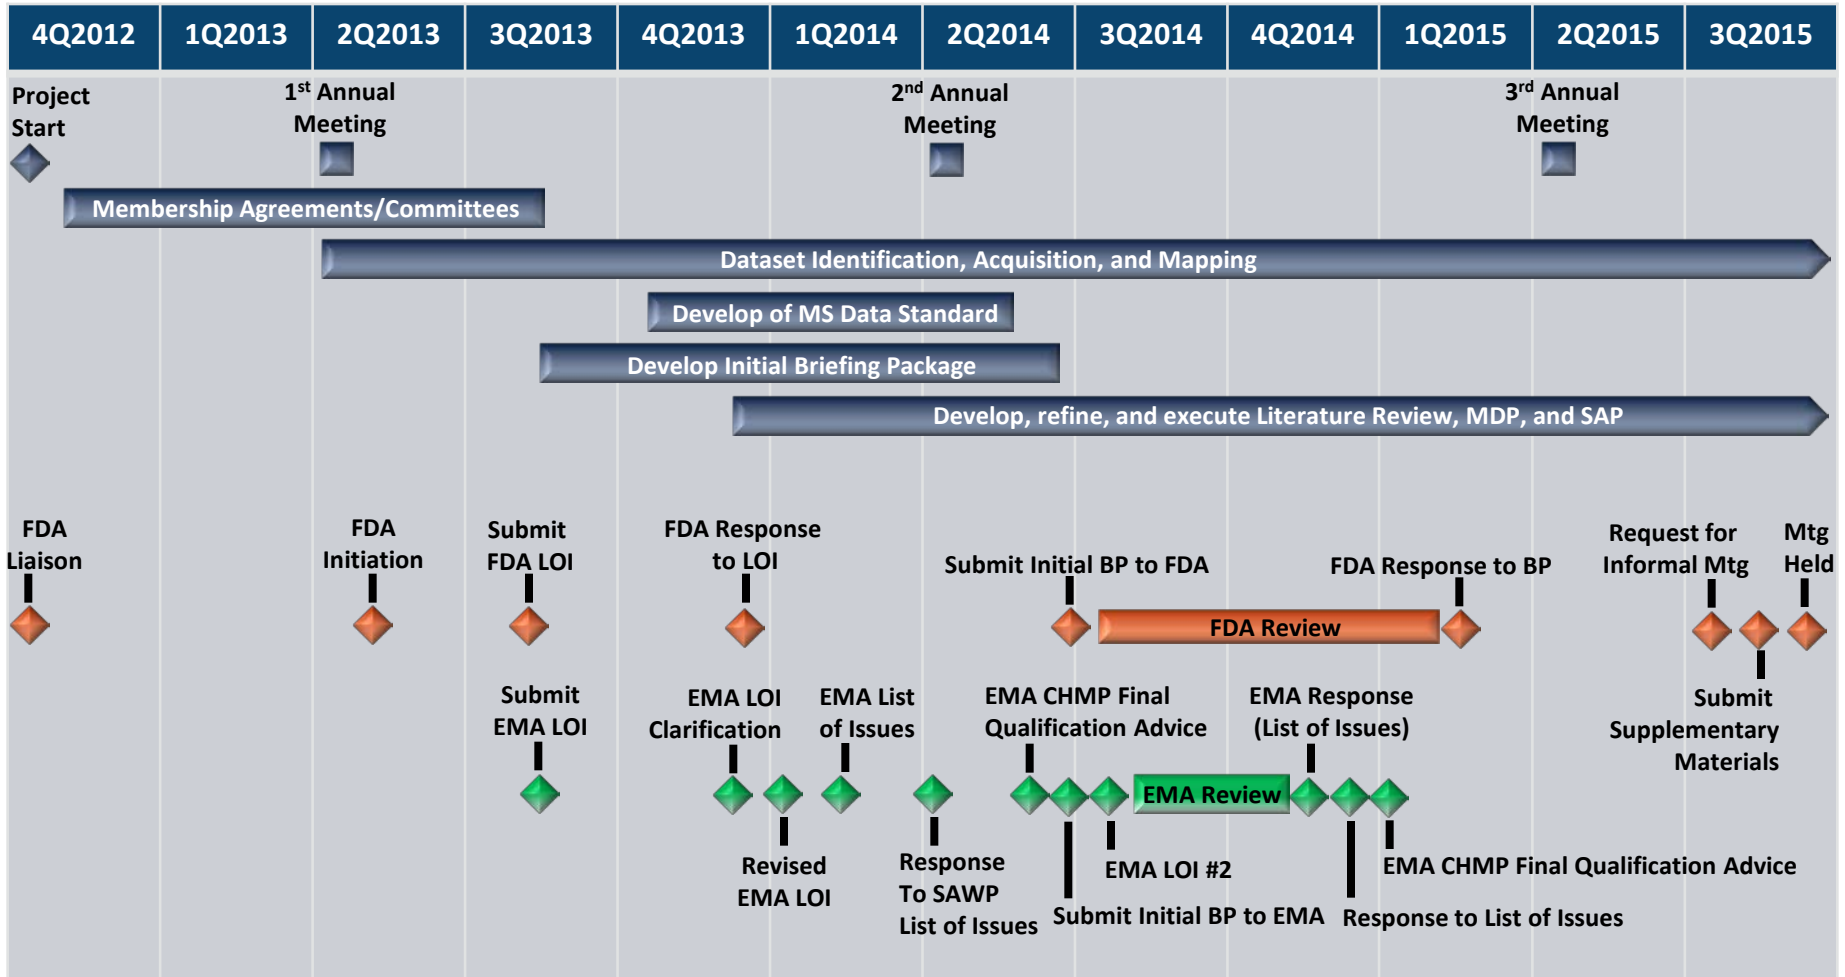 4Q2012 1Q2013 2Q2013 3Q2013 4Q2013 1Q2014 2Q2014 3Q2014 4Q2014 1Q2015 2Q2015 3Q2015
Project
Start
1st Annual
Meeting
2nd Annual
Meeting
3rd Annual
Meeting
Membership Agreements/Committees
Dataset Identification, Acquisition, and Mapping
Develop of MS Data Standard
Develop Initial Briefing Package
Develop, refine, and execute Literature Review, MDP, and SAP
FDA
Liaison
FDA
Initiation
Submit
FDA LOI
FDA Response
to LOI
Submit Initial BP to FDA
FDA Response to BP
Request for
Informal Mtg
Mtg
Held
FDA Review
Submit
Supplementary
Materials
Submit
EMA LOI
EMA LOI
Clarification
EMA List
of Issues
EMA CHMP Final
Qualification Advice
EMA Response
(List of Issues)
EMA Review
Revised
EMA LOI
Response
To SAWP
List of Issues
EMA LOI #2
Submit Initial BP to EMA
EMA CHMP Final Qualification Advice
Response to List of Issues